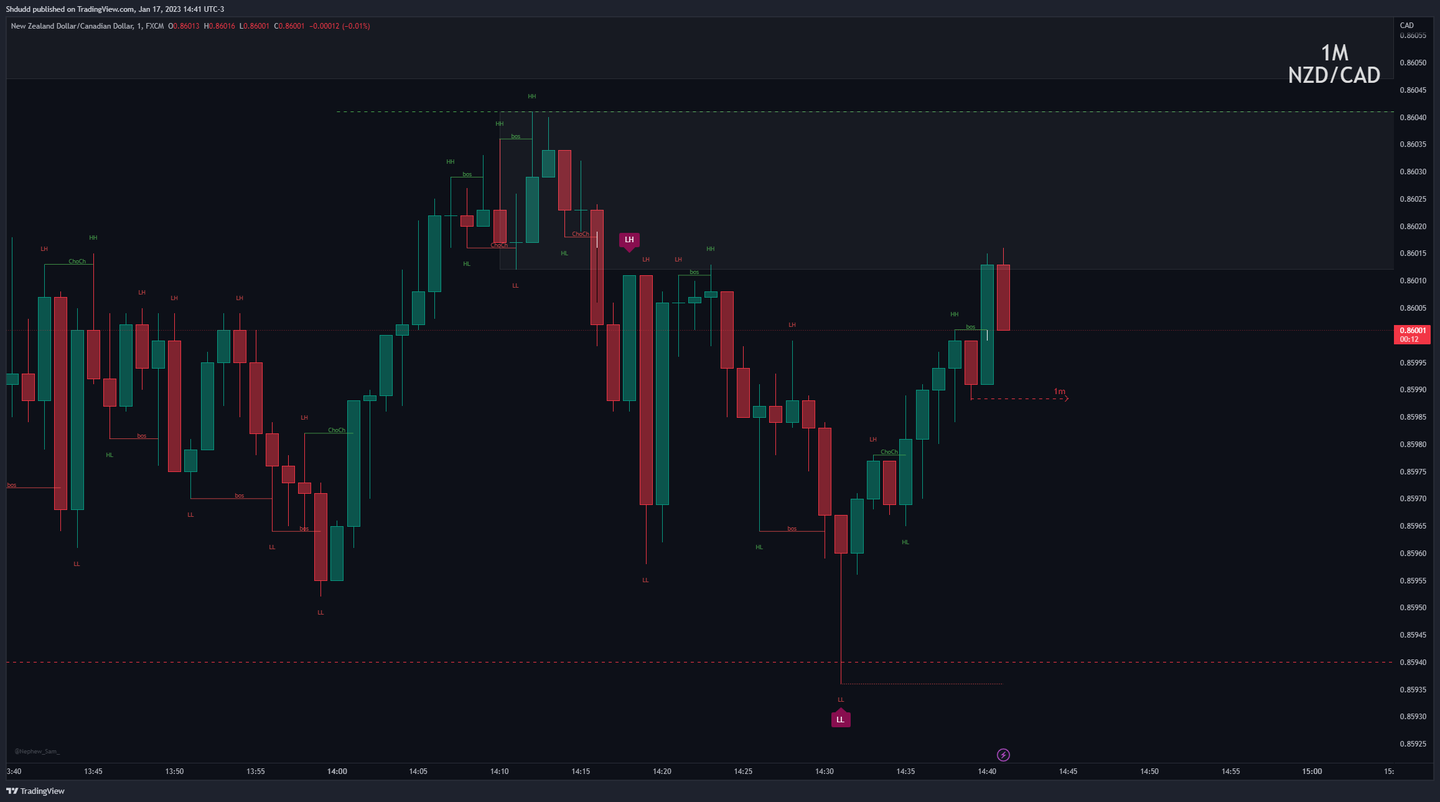 Shdudd published on TradingView.com, Jan 17, 2023 14:41 UTC-3
New Zealand Dollar/Canadian Dollar, 1, FXCM O0.86013 H0.86016 L0.86001 C0.86001 −0.00012 (−0.01%)
CAD
0.86055
1M
0.86050
NZD/CAD
0.86045
HH
0.86040
HH
bos
0.86035
HH
0.86030
bos
0.86025
0.86020
HH
ChoCh
LH
LH
ChoCh
HL
0.86015
ChoCh
HL
LH
LH
HH
bos
0.86010
LL
LH
LH
LH
0.86005
HH
LH
bos
0.86001
00:12
0.85995
0.85990
1m
0.85985
LH
ChoCh
bos
LH
0.85980
HL
ChoCh
0.85975
bos
bos
0.85970
LL
0.85965
bos
bos
LL
HL
HL
0.85960
LL
LL
0.85955
0.85950
LL
0.85945
0.85940
0.85935
LL
LL
0.85930
0.85925
@Nephew_Sam_
3:40 13:45 13:50 13:55 14:00 14:05 14:10 14:15 14:20 14:25 14:30 14:35 14:40 14:45 14:50 14:55 15:00 15:
TradingView